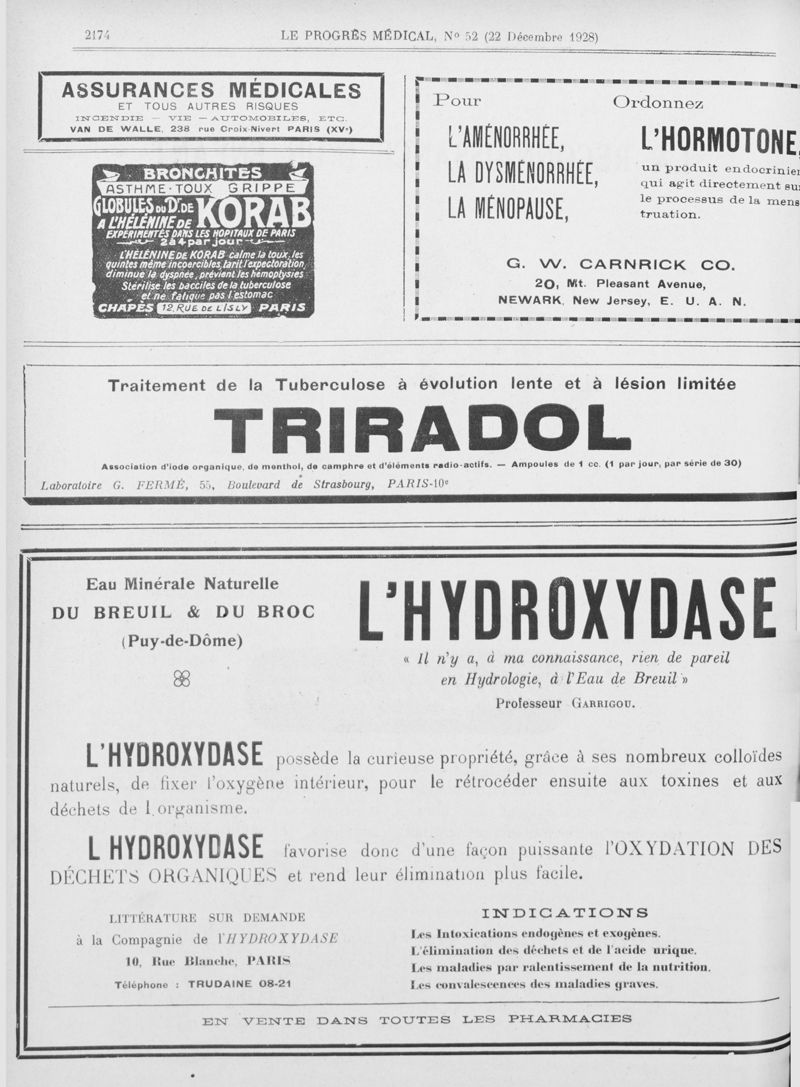 2174 LE PROGRÈS MÉDICAL, No 52 (22 Décembre 1928)
ASSURANCES MÉDICALES
ET TOUS AUTRES RISQUES
INCENDIE — VIE — AUTOMOBILES, ETC.
VAN DE WALLE, 238 rue Croix-Nivert PARIS (XVe)
BRONCHITES
ASTHME·TOUX GRIPPE
GLOBULES DU Dr. DE KORAB
A L'HÉLÉNINE DE
EXPÉRIMENTÉS DANS LES HOPITAUX DE PARIS
2 à 4 par jour
L'HÉLÉNINE DE KORAB calme la toux, les
quintes même incoercibles, tarit l'expectoration,
diminue la dyspnée, prévient les hémoptysies
Stérilise les bacilles de la tuberculose
et ne fatigue pas l'estomac
CHAPÈS 12, RUE DE L'ISLY PARIS
Pour Ordonnez
L'AMÉNORRHÉE,
LA DYSMÉNORRHÉE,
LA MÉNOPAUSE,
L'HORMOTONE,
un produit endocrinien
qui agit directement sur
le processus de la mens
truation.
G. W. CARNRICK CO.
20, Mt. Pleasant Avenue,
NEWARK, New Jersey, E. U. A. N.
Traitement de la Tuberculose à évolution lente et à lésion limitée
TRIRADOL
Association d'iode organique, de menthol, de camphre et d'éléments radio-actifs. — Ampoules de 1 cc. (1 par jour, par série de 30)
Laboratoire G. FERMÉ, 55, Boulevard de Strasbourg, PARIS-10e
Eau Minérale Naturelle
DU BREUIL & DU BROC
(Puy-de-Dôme)
L'HYDROXYDASE
« Il n'y a, à ma connaissance, rien de pareil
en Hydrologie, à l'Eau de Breuil »
Professeur GARRIGOU.
L'HYDROXYDASE possède la curieuse propriété, grâce à ses nombreux colloïdes
naturels, de fixer l'oxygène intérieur, pour le rétrocéder ensuite aux toxines et aux
déchets de l'organisme.
L HYDROXYDASE favorise donc d'une façon puissante l'OXYDATION DES
DÉCHETS ORGANIQUES et rend leur élimination plus facile.
LITTÉRATURE SUR DEMANDE
à la Compagnie de l'HYDROXYDASE
10, Rue Blanche, PARIS
Téléphone : TRUDAINE 08-21
INDICATIONS
Les Intoxications endogènes et exogènes.
L'élimination des déchets et de l'acide urique.
Les maladies par ralentissement de la nutrition.
Les convalescences des maladies graves.
EN VENTE DANS TOUTES LES PHARMACIES